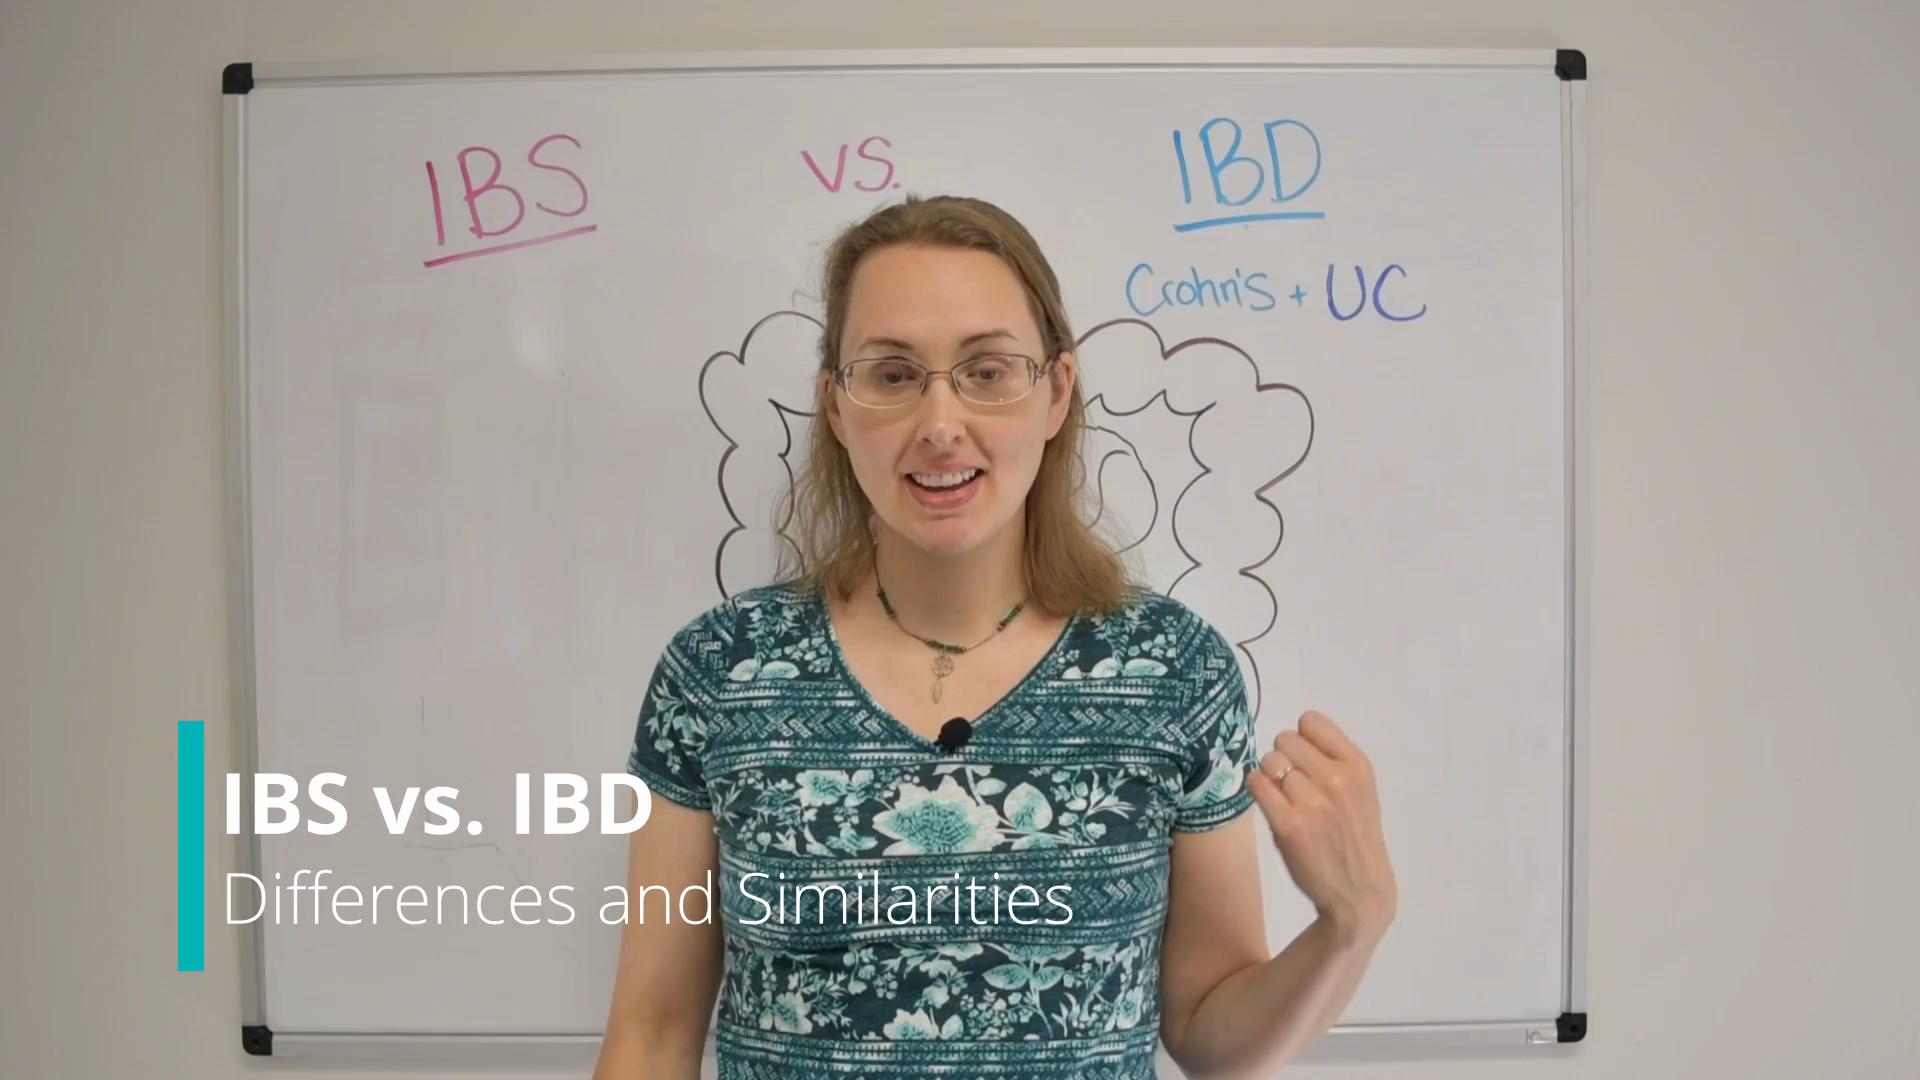 IBS vs. IBD
Crohn's + UC
IBS vs. IBD
Differences and Similarities